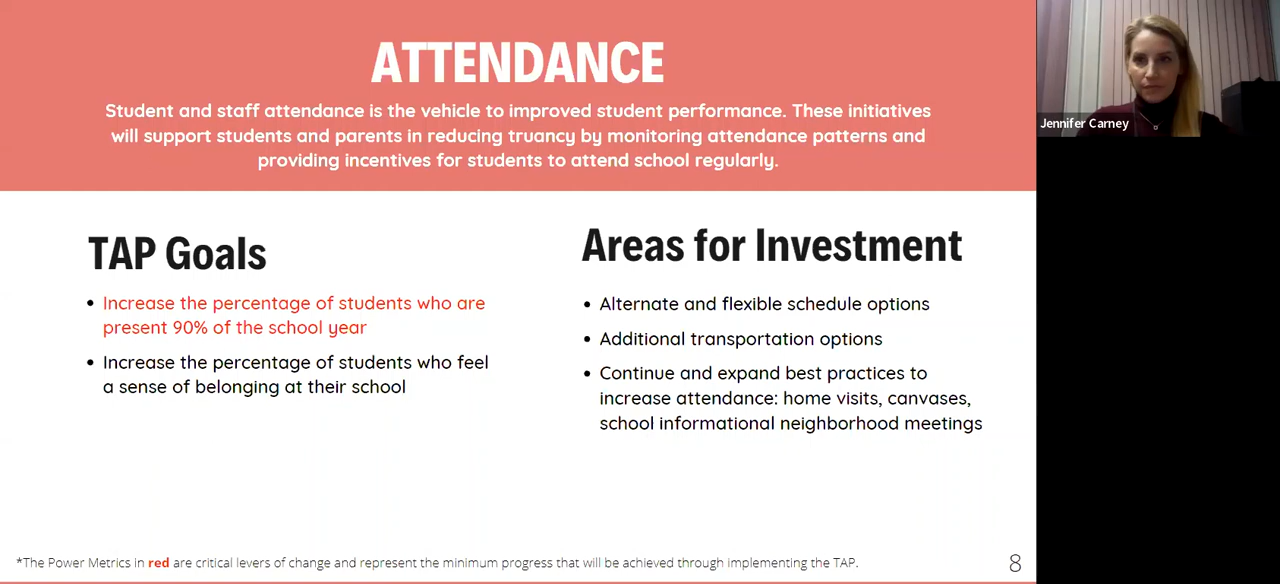 ATTENDANCE
Student and staff attendance is the vehicle to improved student performance. These initiatives
will support students and parents in reducing truancy by monitoring attendance patterns and
providing incentives for students to attend school regularly.
Jennifer Carney
TAP Goals
• Increase the percentage of students who are
present 90% of the school year
• Increase the percentage of students who feel
a sense of belonging at their school
Areas for Investment
• Alternate and flexible schedule options
• Additional transportation options
• Continue and expand best practices to
increase attendance: home visits, canvases,
school informational neighborhood meetings
*The Power Metrics in red are critical levers of change and represent the minimum progress that will be achieved through implementing the TAP.
8